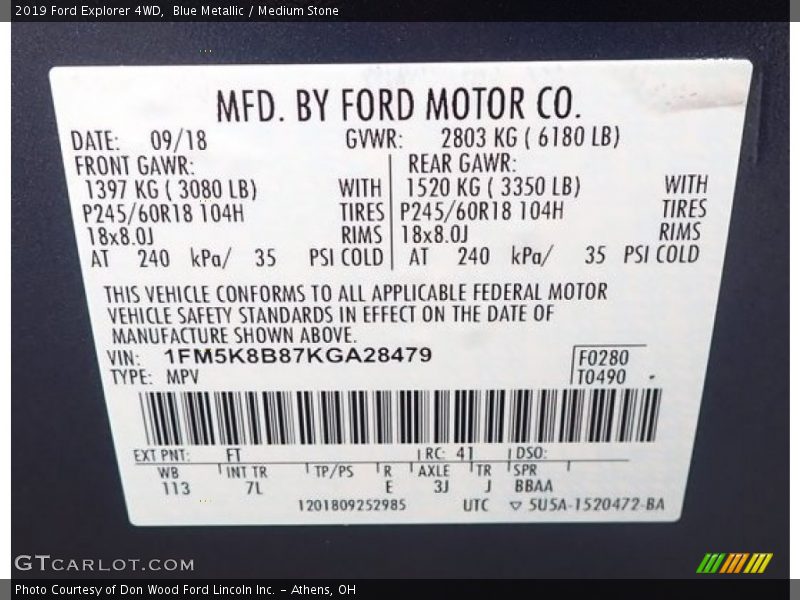 2019 Ford Explorer 4WD,  Blue Metallic / Medium Stone
MFD. BY FORD MOTOR CO.
DATE: 09/18 GVWR: 2803 KG ( 6180 LB)
FRONT GAWR: REAR GAWR:
1397 KG ( 3080 LB) WITH 1520 KG ( 3350 LB) WITH
P245/60R18 104H TIRES P245/60R18 104H TIRES
18x8.0J RIMS 18x8.0J RIMS
AT 240 kPa/ 35 PSI COLD AT 240 kPa/ 35 PSI COLD
THIS VEHICLE CONFORMS TO ALL APPLICABLE FEDERAL MOTOR
VEHICLE SAFETY STANDARDS IN EFFECT ON THE DATE OF
MANUFACTURE SHOWN ABOVE.
VIN: 1FM5K8B87KGA28479 F0280
TYPE: MPV T0490
EXT PNT: FT RC: 41 DSO:
WB INT TR TP/PS R AXLE TR SPR
113 7L E 3J J BBAA
1201809252985 UTC ▽ 5U5A-1520472-BA
GTCARLOT.COM
Photo Courtesy of Don Wood Ford Lincoln Inc. - Athens, OH